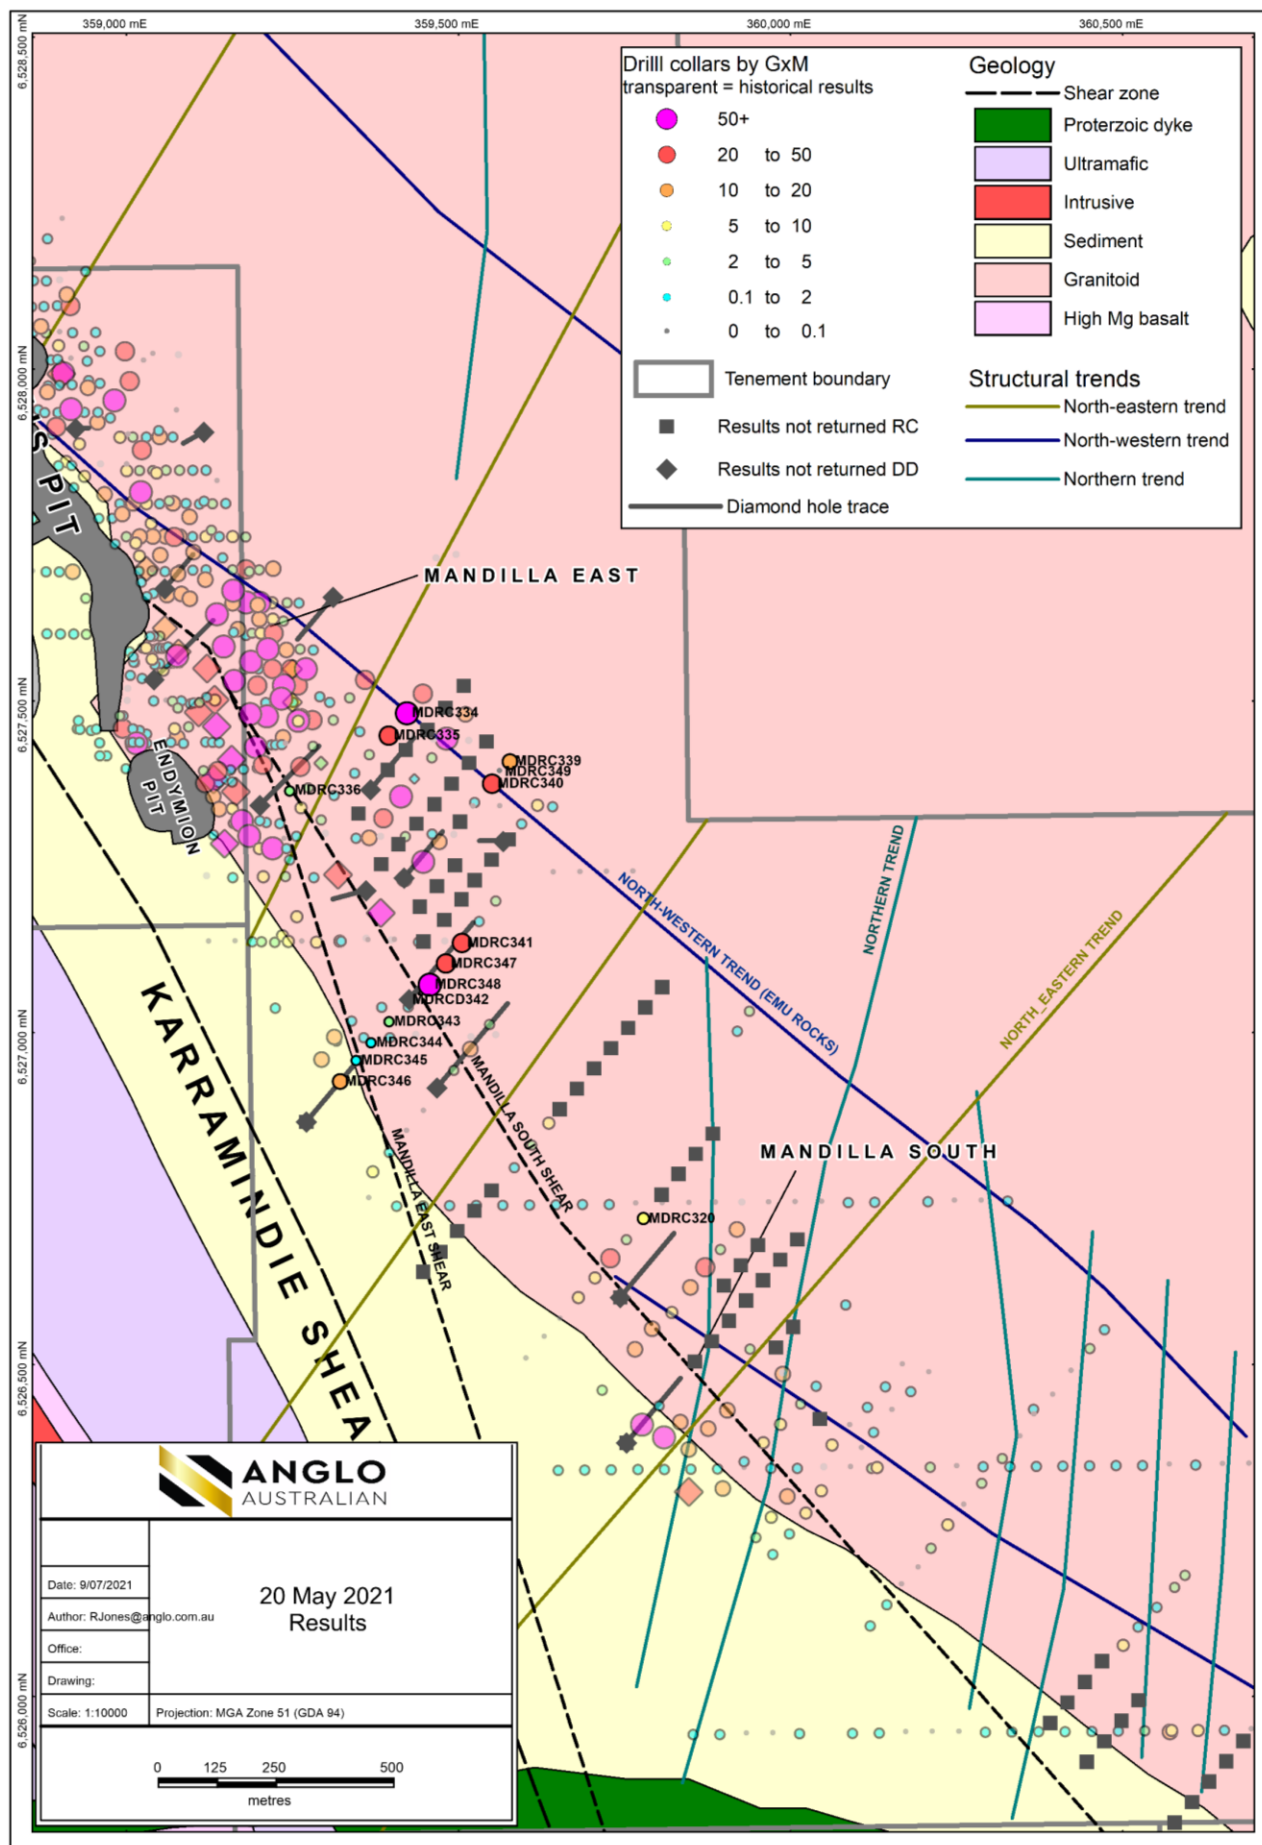 359,000 mE
359,500 mE
360,000 mE
360,500 mE
6,528,500 mN
6,528,000 mN
6,527,500 mN
6,527,000 mN
6,526,500 mN
6,526,000 mN
Drilll collars by GxM
transparent = historical results
50+
20 to 50
10 to 20
5 to 10
2 to 5
0.1 to 2
0 to 0.1
Tenement boundary
Results not returned RC
Results not returned DD
Diamond hole trace
Geology
Shear zone
Proterzoic dyke
Ultramafic
Intrusive
Sediment
Granitoid
High Mg basalt
Structural trends
North-eastern trend
North-western trend
Northern trend
S PIT
MANDILLA EAST
ENDYMION
PIT
MDRC334
MDRC335
MDRC339
MDRC349
MDRC340
MDRC336
MDRC341
MDRC347
MDRC348
MDRCD342
MDRC343
MDRC344
MDRC345
MDRC346
NORTH-WESTERN TREND (EMU ROCKS)
NORTHERN TREND
NORTH_EASTERN TREND
KARRAMINDIE SHEA
MANDILLA SOUTH SHEAR
MANDILLA EAST SHEAR
MANDILLA SOUTH
MDRC320
ANGLO
AUSTRALIAN
Date: 9/07/2021
Author: RJones@anglo.com.au
Office:
Drawing:
Scale: 1:10000
20 May 2021
Results
Projection: MGA Zone 51 (GDA 94)
0 125 250 500
metres